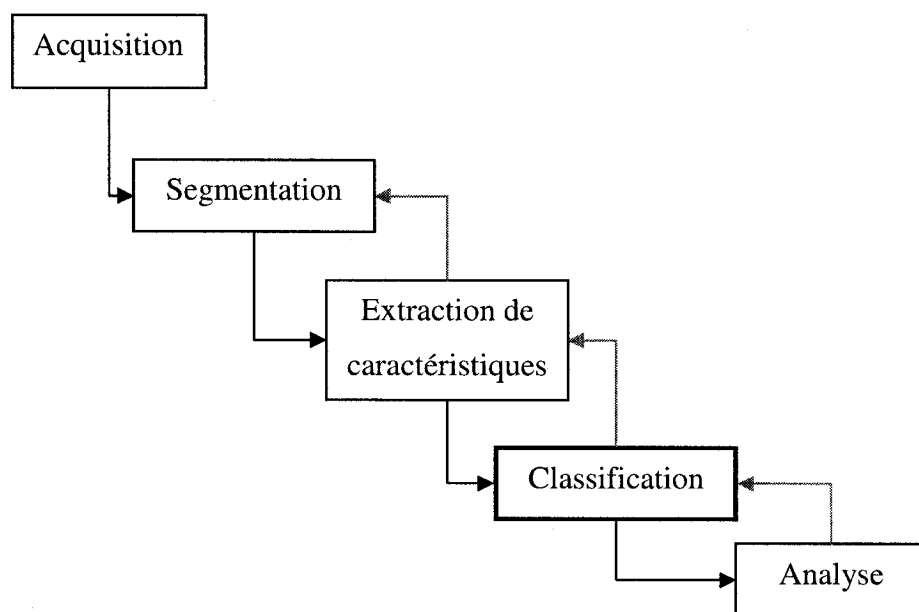 Acquisition
Segmentation
Extraction de
caractéristiques
Classification
Analyse